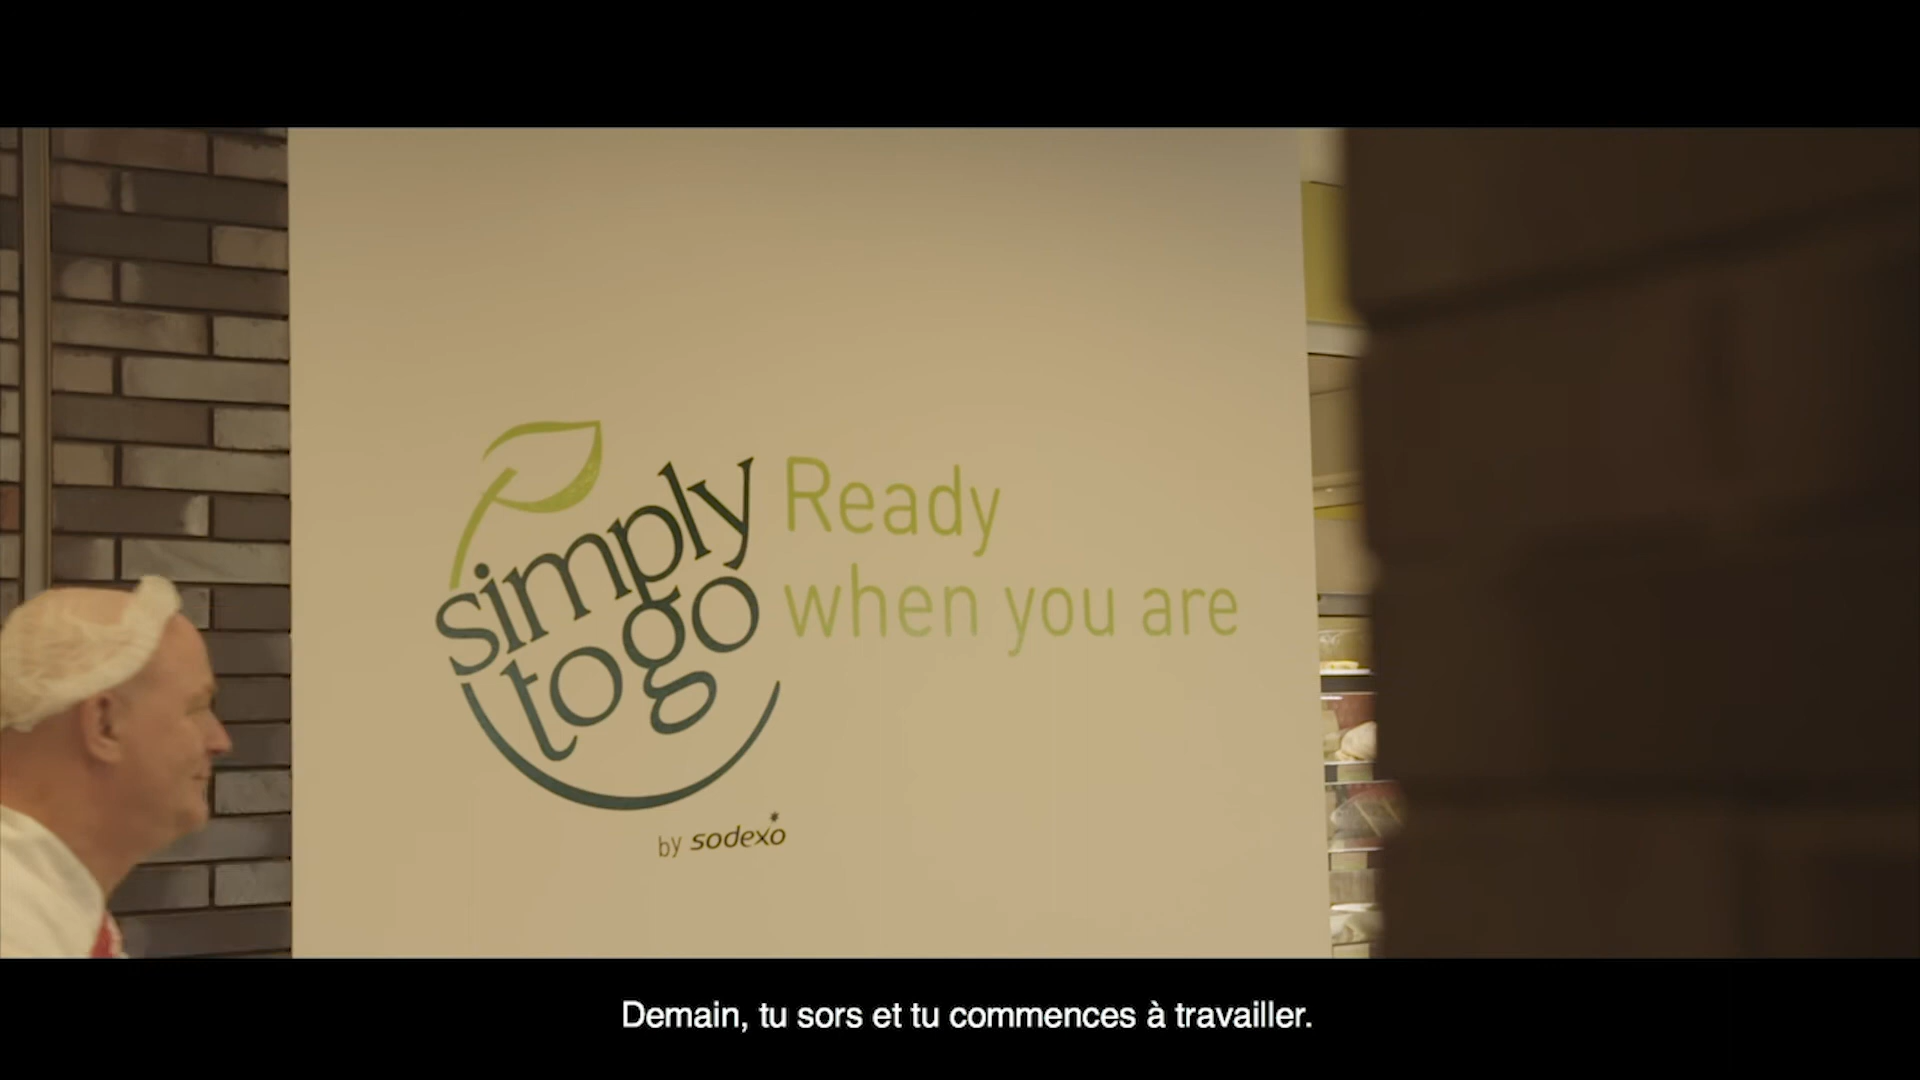 simply
to go
Ready
when you are
by sodexo
Demain, tu sors et tu commences à travailler.